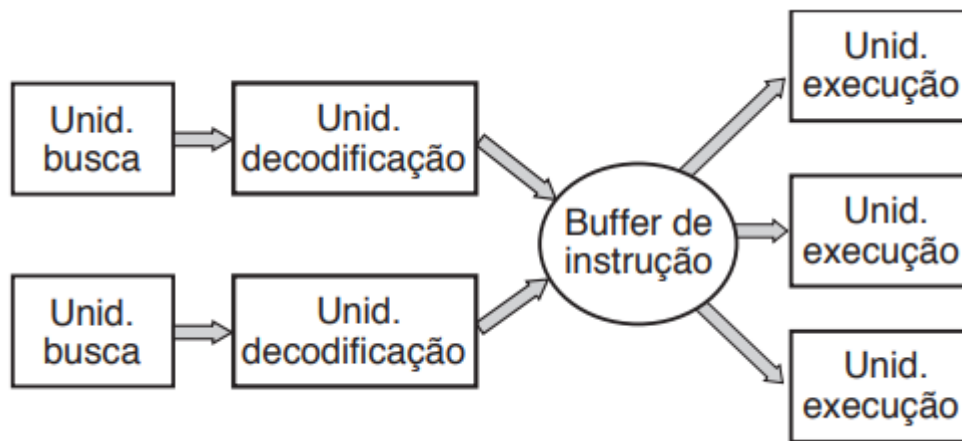 Unid.
busca
Unid.
decodificação
Unid.
busca
Unid.
decodificação
Buffer de
instrução
Unid.
execução
Unid.
execução
Unid.
execução